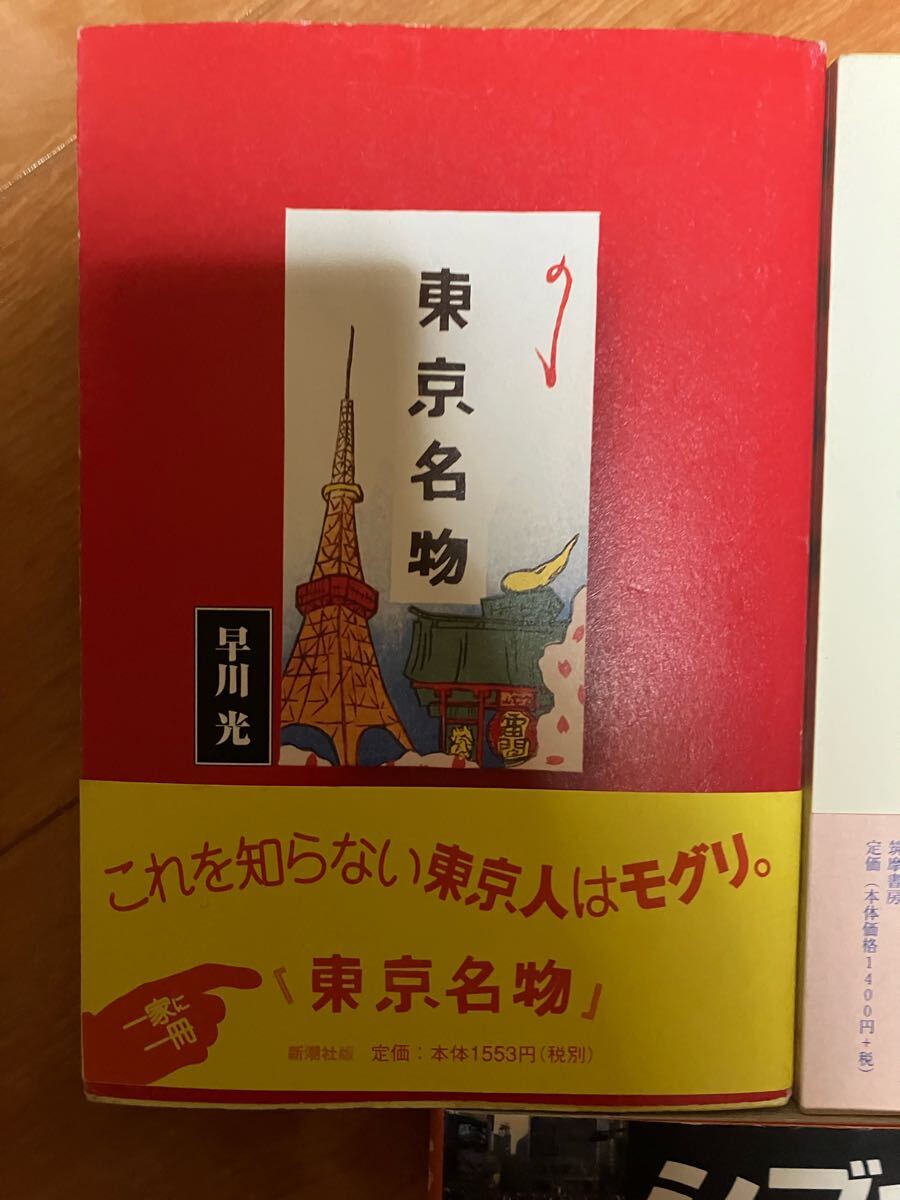 東京名物
早川 光
雷門
これを知らない東京人はモグリ。
一家に
一冊
『東京名物』
新潮社版 定価：本体1553円(税別)
筑摩書房
定価（本体価格1400円＋税）
シブ